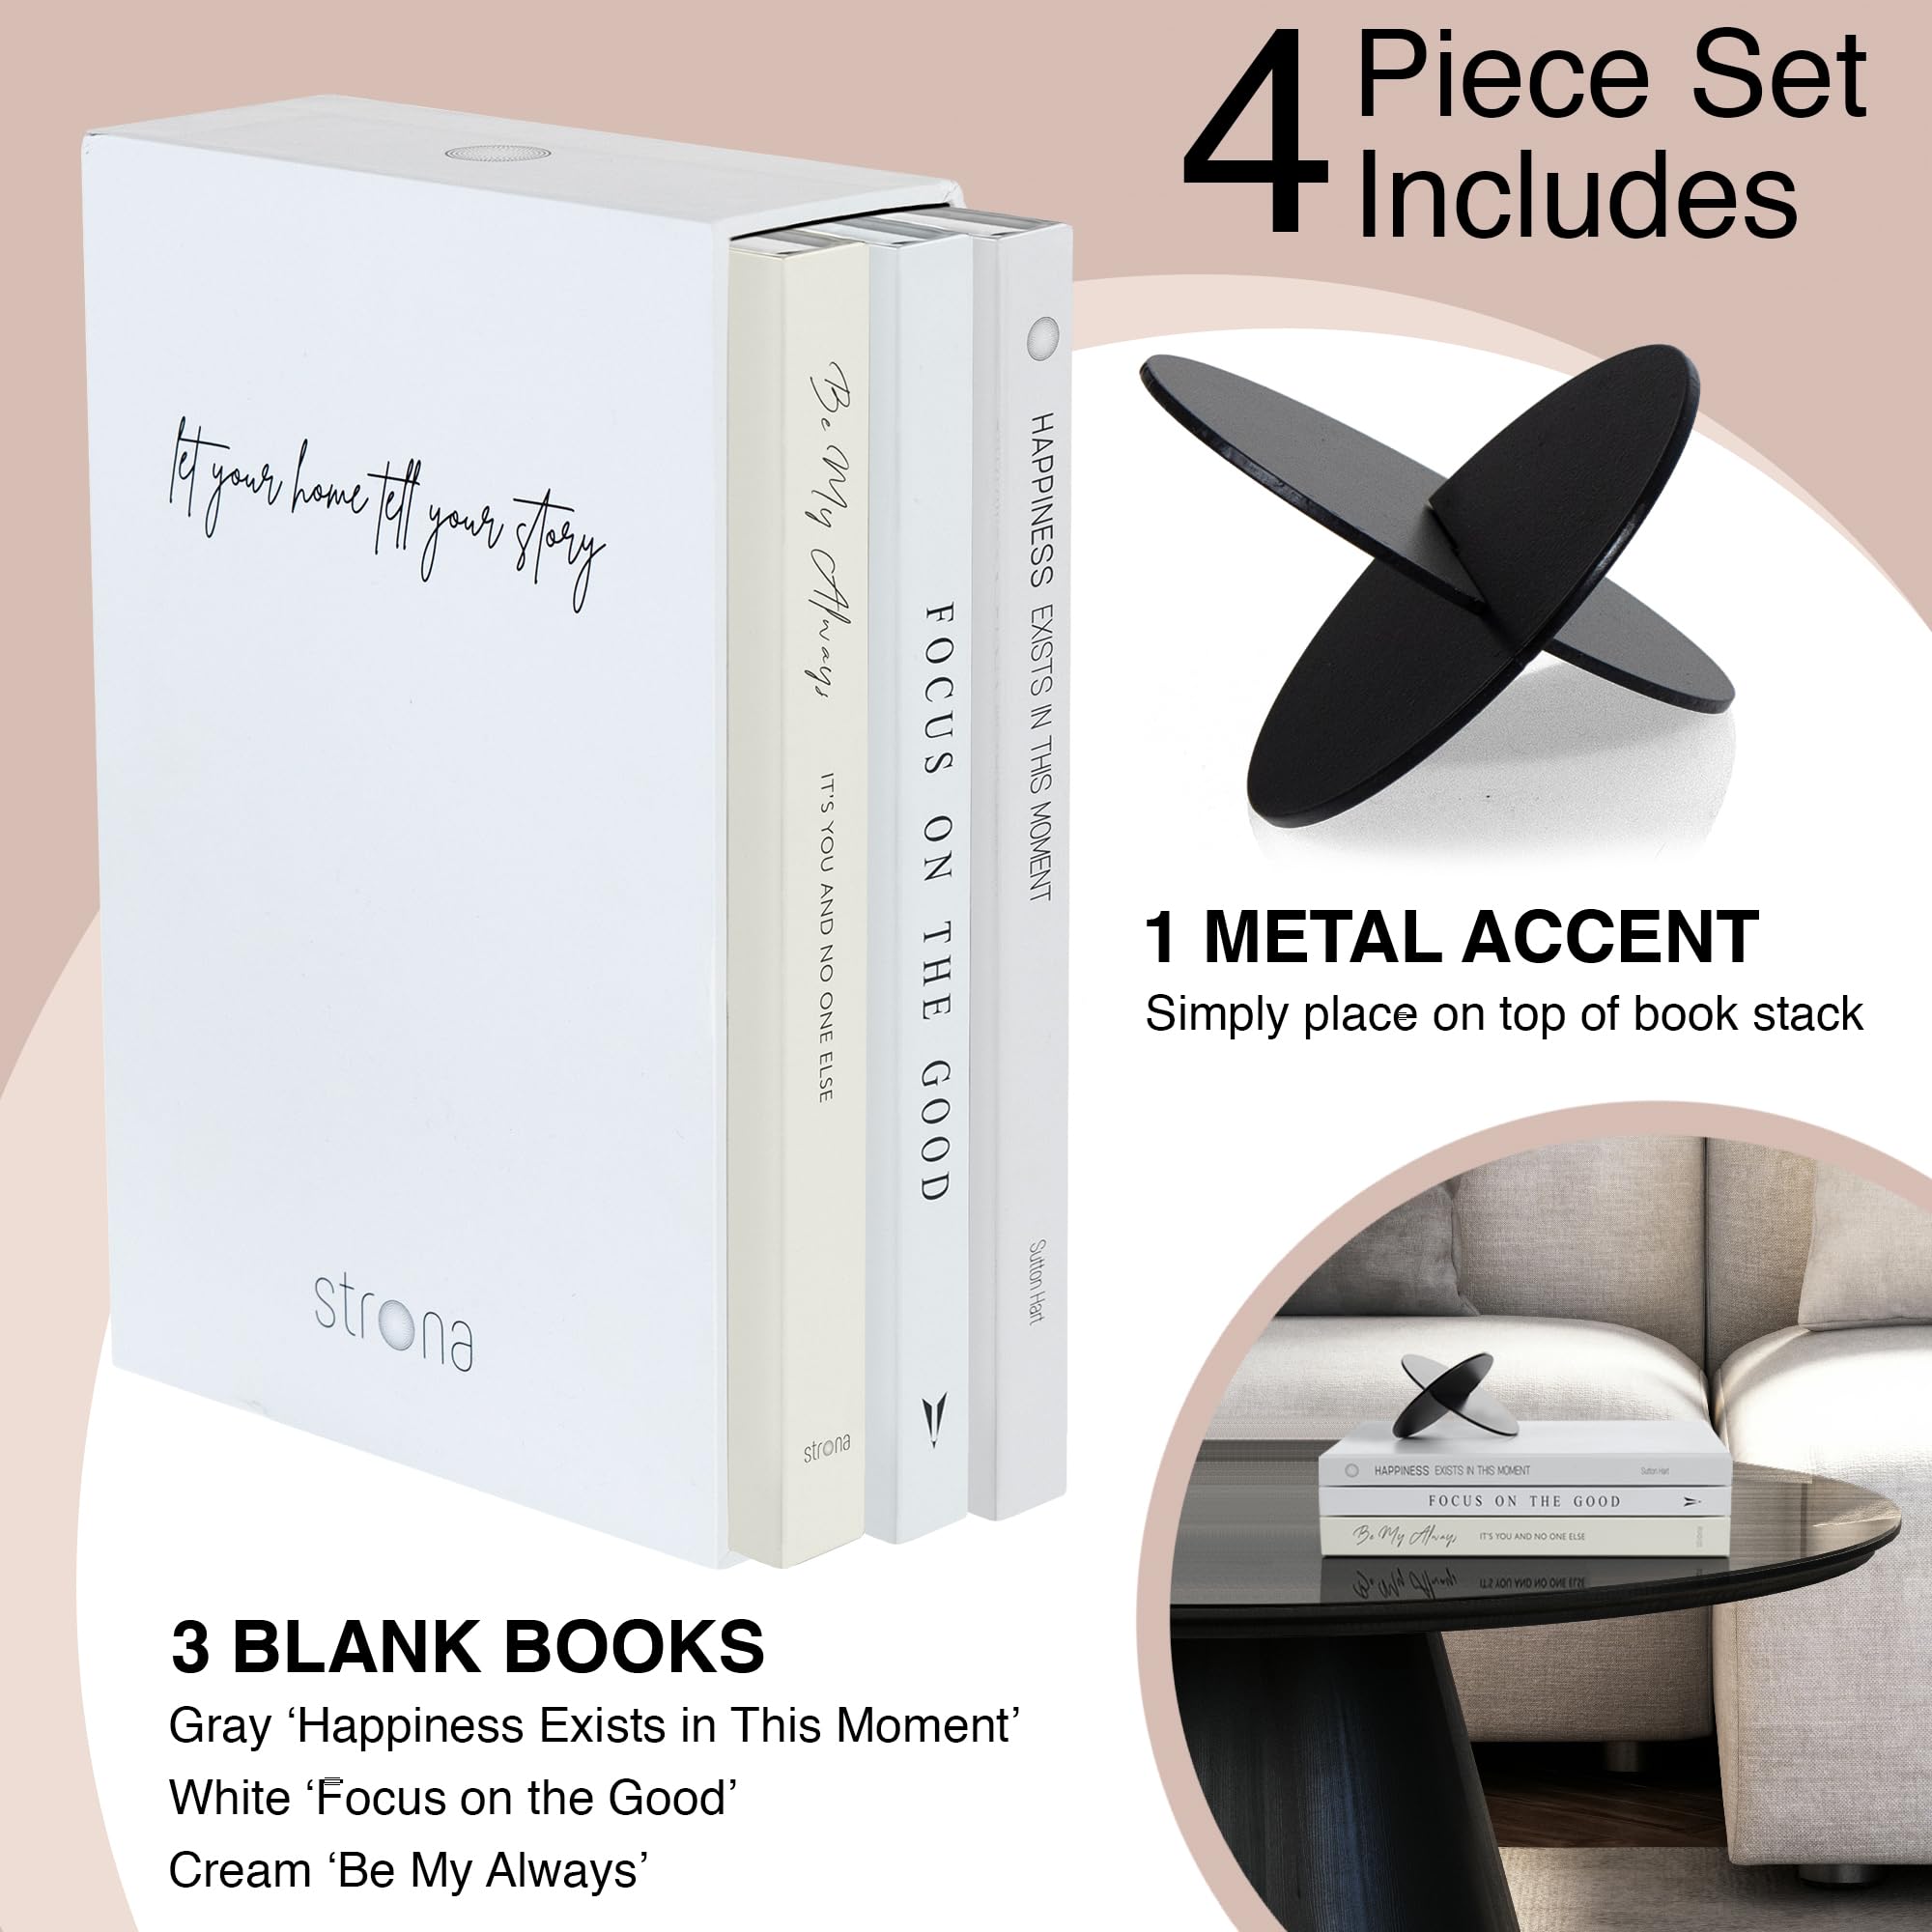 4 Piece Set
Includes
let your home tell your story
strona
Be My Always IT'S YOU AND NO ONE ELSE strona
FOCUS ON THE GOOD
HAPPINESS EXISTS IN THIS MOMENT Sutton Hart
1 METAL ACCENT
Simply place on top of book stack
HAPPINESS EXISTS IN THIS MOMENT Sutton Hart
FOCUS ON THE GOOD
Be My Always IT'S YOU AND NO ONE ELSE strona
3 BLANK BOOKS
Gray ‘Happiness Exists in This Moment’
White ‘Focus on the Good’
Cream ‘Be My Always’